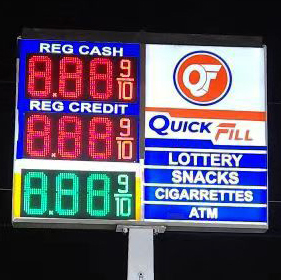 REG CASH
8.88 9/10
REG CREDIT
8.88 9/10
8.88 9/10
QF
QUICK FILL
LOTTERY
SNACKS
CIGARRETTES
ATM